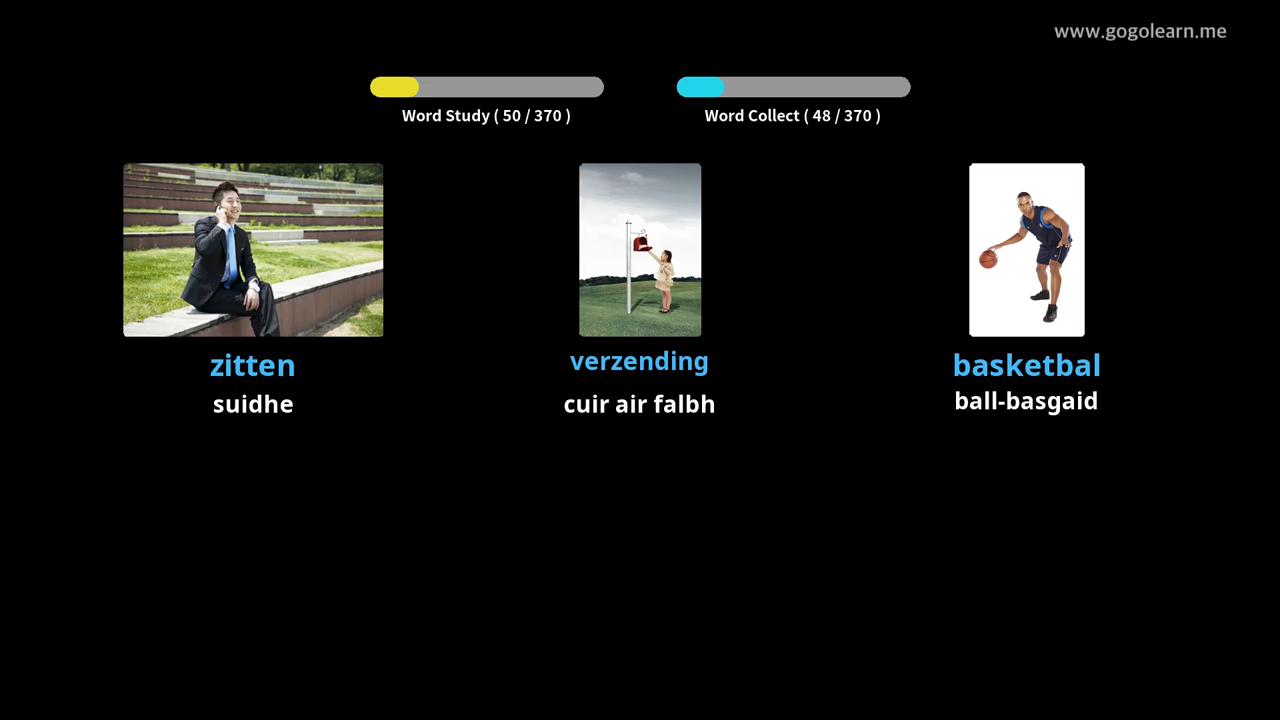 www.gogolearn.me
Word Study ( 50 / 370 )
Word Collect ( 48 / 370 )
zitten
suidhe
verzending
cuir air falbh
basketbal
ball-basgaid